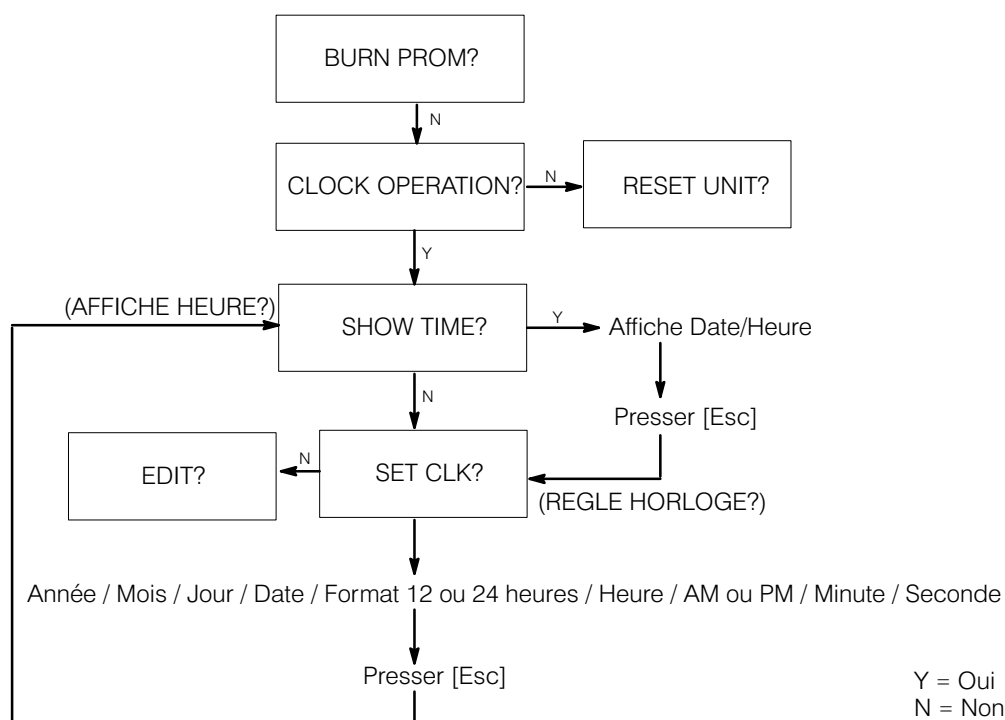 BURN PROM?
N
CLOCK OPERATION?
N
RESET UNIT?
Y
(AFFICHE HEURE?)
SHOW TIME?
Y
Affiche Date/Heure
N
Presser [Esc]
EDIT?
N
SET CLK?
(REGLE HORLOGE?)
Année / Mois / Jour / Date / Format 12 ou 24 heures / Heure / AM ou PM / Minute / Seconde
Presser [Esc]
Y = Oui
N = Non